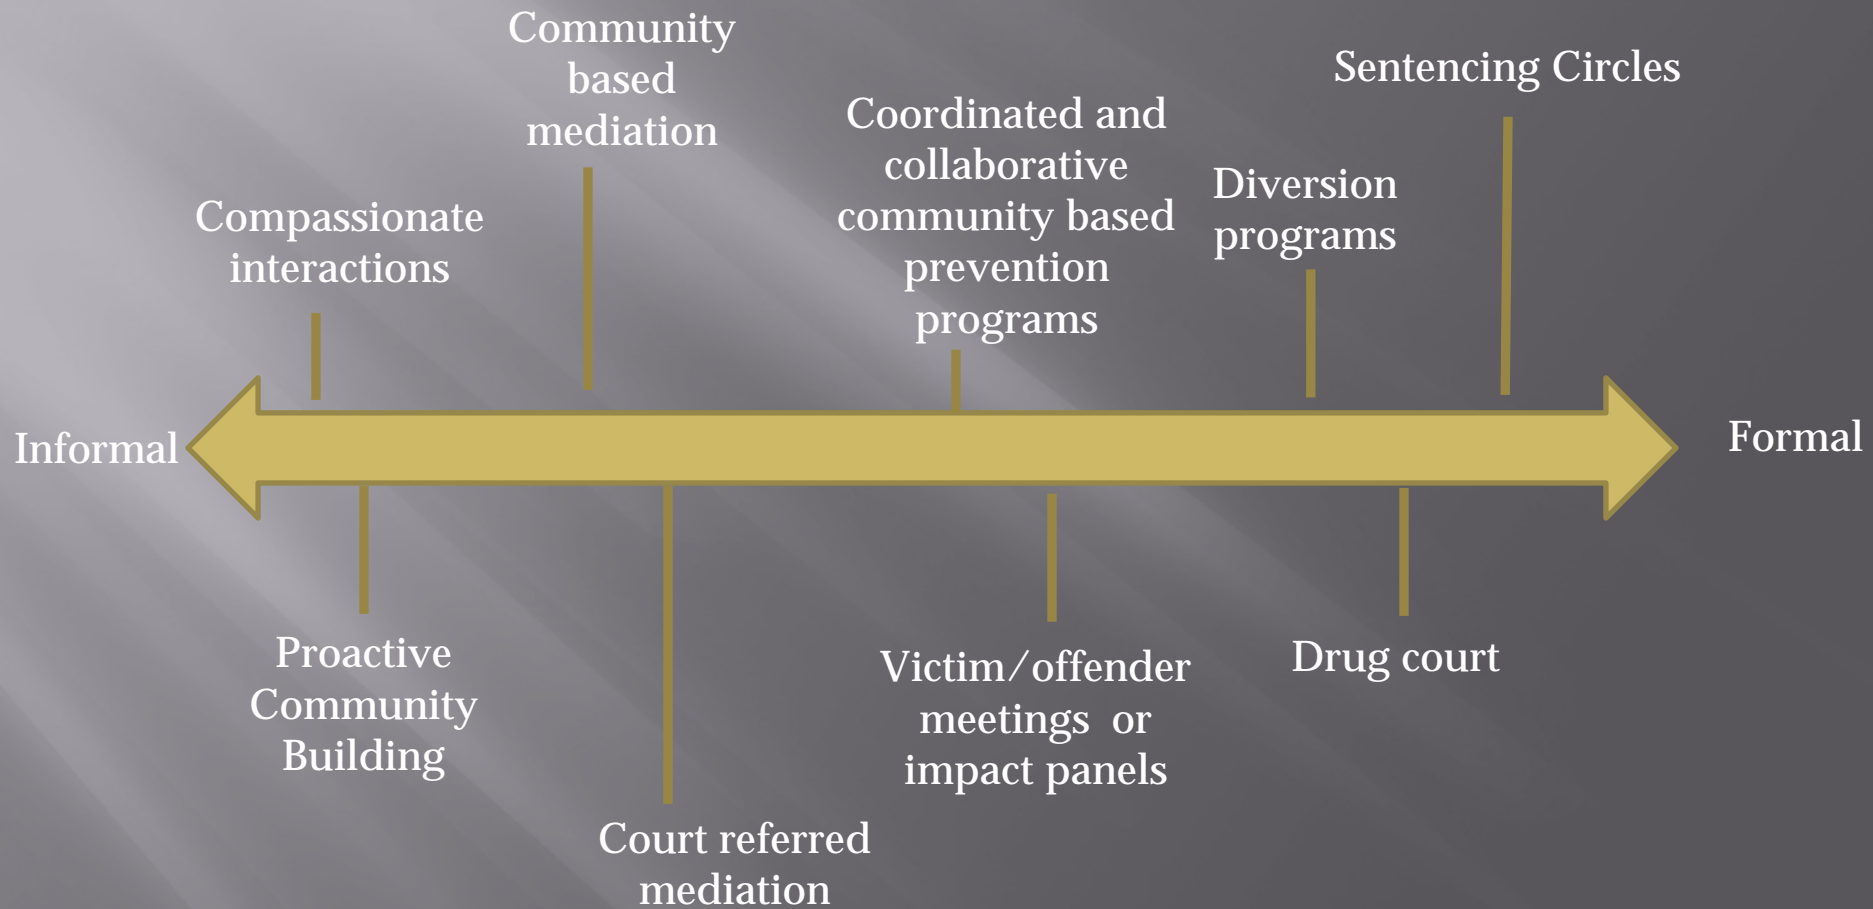 Community
based
mediation
Sentencing Circles
Coordinated and
collaborative
community based
prevention
programs
Diversion
programs
Compassionate
interactions
Informal
Formal
Proactive
Community
Building
Victim/offender
meetings or
impact panels
Drug court
Court referred
mediation